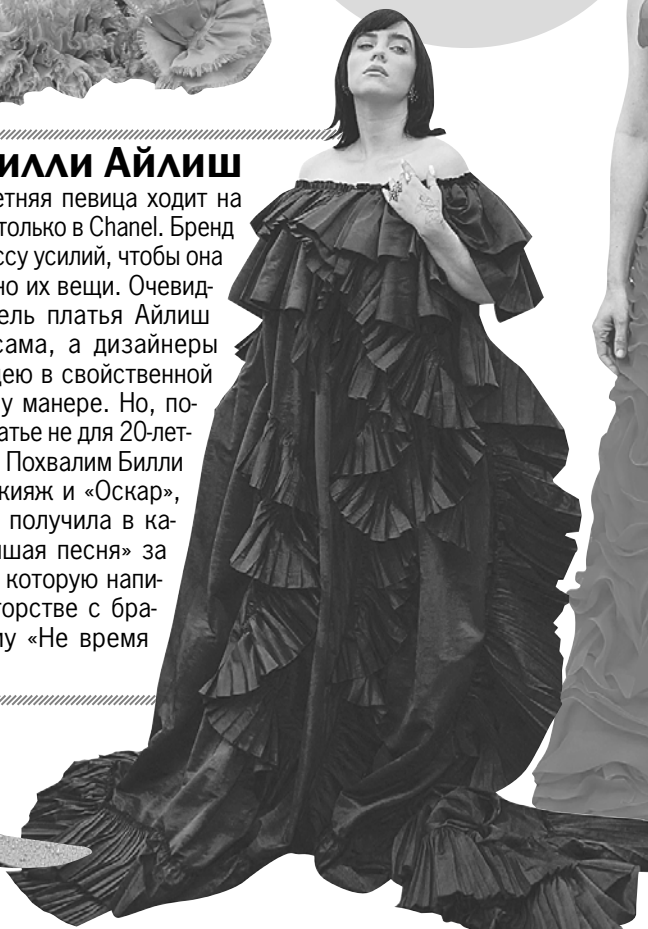 илли Айлиш
етняя певица ходит на
только в Chanel. Бренд
ссу усилий, чтобы она
но их вещи. Очевид-
ель платья Айлиш
сама, а дизайнеры
дею в свойственной
у манере. Но, по-
атье не для 20-лет-
Похвалим Билли
кияж и «Оскар»,
получила в ка-
шая песня» за
которую напи-
торстве с бра-
му «Не время